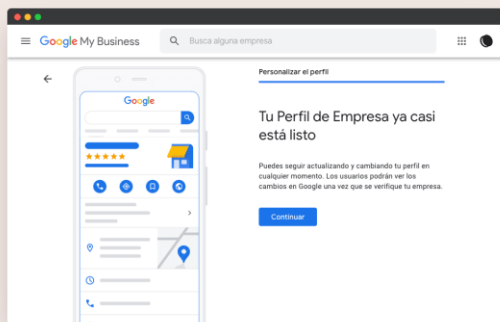 Google My Business
Busca alguna empresa
Personalizar el perfil
Google
Tu Perfil de Empresa ya casi
está listo
Puedes seguir actualizando y cambiando tu perfil en
cualquier momento. Los usuarios podrán ver los
cambios en Google una vez que se verifique tu empresa.
Continuar